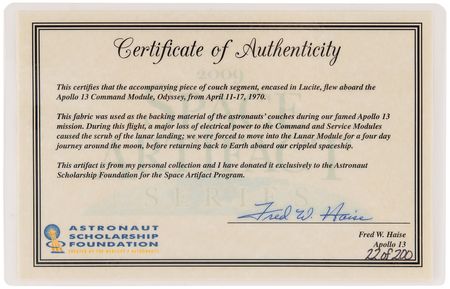 Certificate of Authenticity
2009
SPACE
ARTIFACT
SERIES
This certifies that the accompanying piece of couch segment, encased in Lucite, flew aboard the
Apollo 13 Command Module, Odyssey, from April 11-17, 1970.
This fabric was used as the backing material of the astronauts' couches during our famed Apollo 13
mission. During this flight, a major loss of electrical power to the Command and Service Modules
caused the scrub of the lunar landing; we were forced to move into the Lunar Module for a four day
journey around the moon, before returning back to Earth aboard our crippled spaceship.
This artifact is from my personal collection and I have donated it exclusively to the Astronaut
Scholarship Foundation for the Space Artifact Program.
Fred W. Haise
ASTRONAUT
SCHOLARSHIP
FOUNDATION
Fred W. Haise
Apollo 13
22 of 200